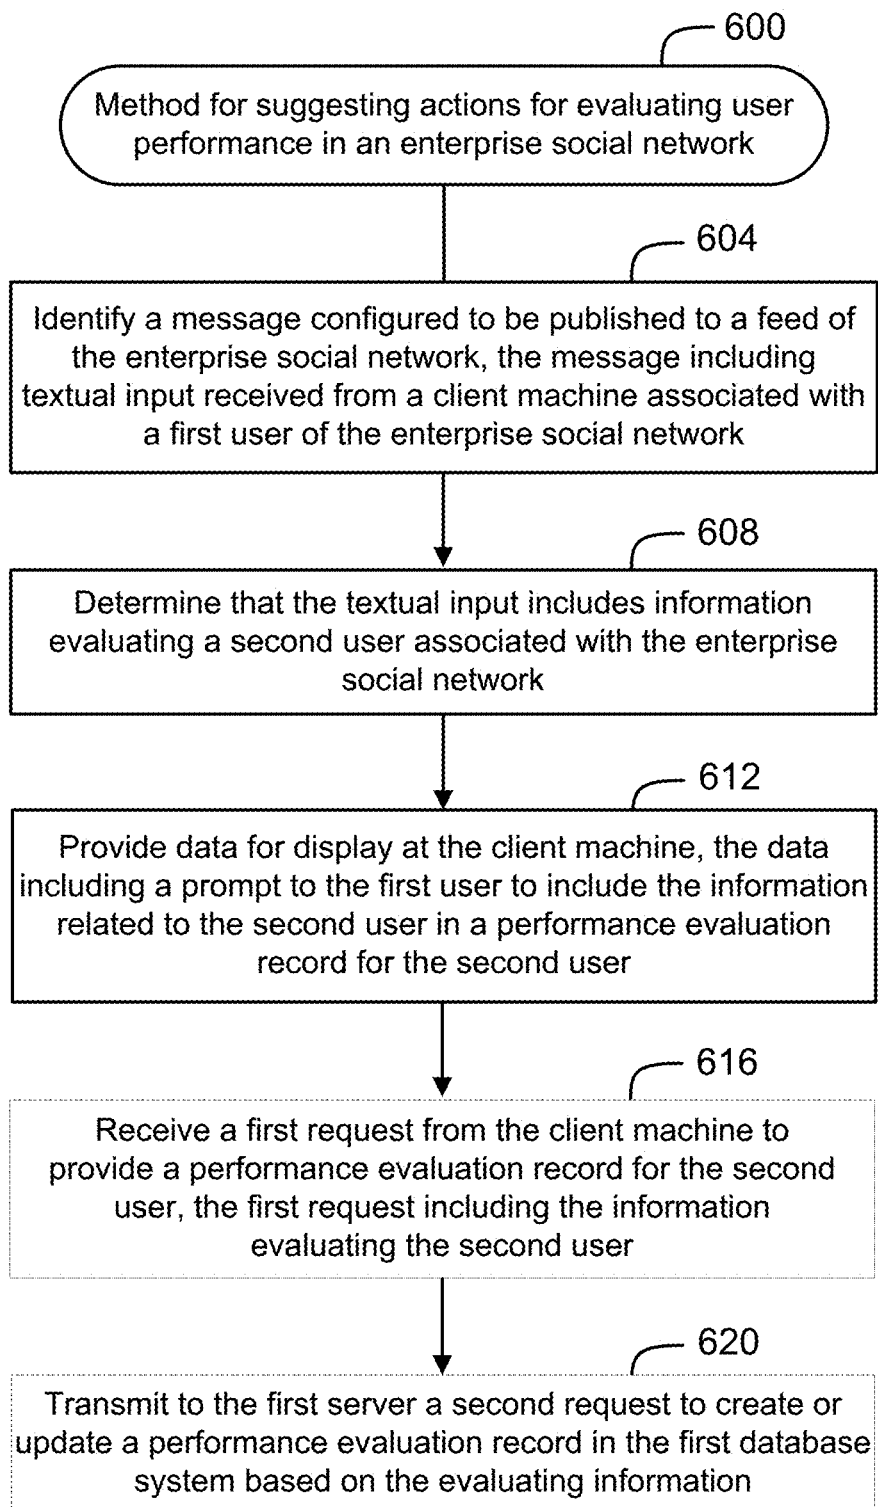 600
Method for suggesting actions for evaluating user
performance in an enterprise social network
604
Identify a message configured to be published to a feed of
the enterprise social network, the message including
textual input received from a client machine associated with
a first user of the enterprise social network
608
Determine that the textual input includes information
evaluating a second user associated with the enterprise
social network
612
Provide data for display at the client machine, the data
including a prompt to the first user to include the information
related to the second user in a performance evaluation
record for the second user
616
Receive a first request from the client machine to
provide a performance evaluation record for the second
user, the first request including the information
evaluating the second user
620
Transmit to the first server a second request to create or
update a performance evaluation record in the first database
system based on the evaluating information